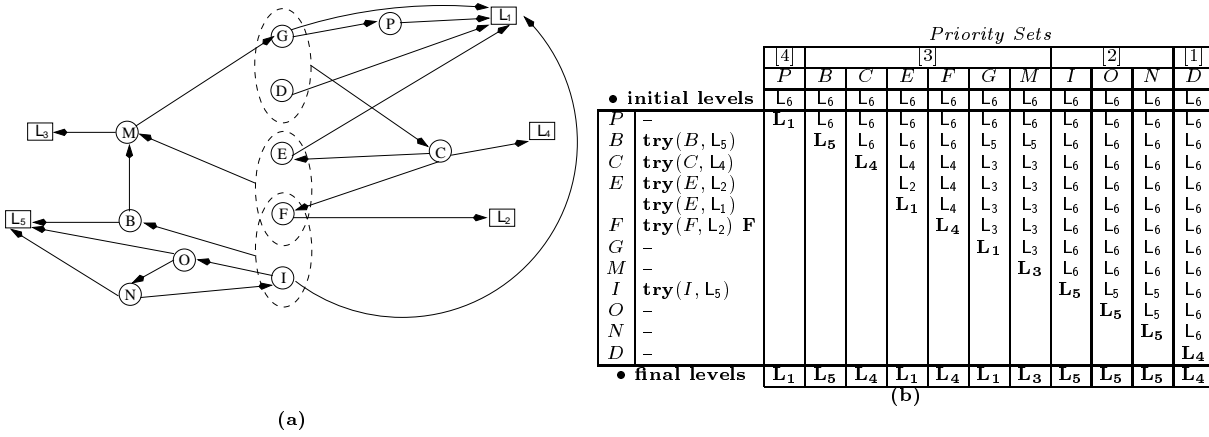 G
P
L₁
D
L₃
M
E
C
L₄
L₅
B
F
L₂
O
I
N
(a)
Priority Sets
[4] [3] [2] [1]
P B C E F G M I O N D
• initial levels L₆ L₆ L₆ L₆ L₆ L₆ L₆ L₆ L₆ L₆ L₆
P – L₁ L₆ L₆ L₆ L₆ L₆ L₆ L₆ L₆ L₆ L₆
B try(B, L₅) L₅ L₆ L₆ L₆ L₅ L₅ L₆ L₆ L₆ L₆
C try(C, L₄) L₄ L₄ L₄ L₃ L₃ L₆ L₆ L₆ L₆
E try(E, L₂) L₂ L₄ L₃ L₃ L₆ L₆ L₆ L₆
try(E, L₁) L₁ L₄ L₃ L₃ L₆ L₆ L₆ L₆
F try(F, L₂) F L₄ L₃ L₃ L₆ L₆ L₆ L₆
G – L₁ L₃ L₆ L₆ L₆ L₆
M – L₃ L₆ L₆ L₆ L₆
I try(I, L₅) L₅ L₅ L₅ L₆
O – L₅ L₅ L₆
N – L₅ L₆
D – L₄
• final levels L₁ L₅ L₄ L₁ L₄ L₁ L₃ L₅ L₅ L₅ L₄
(b)